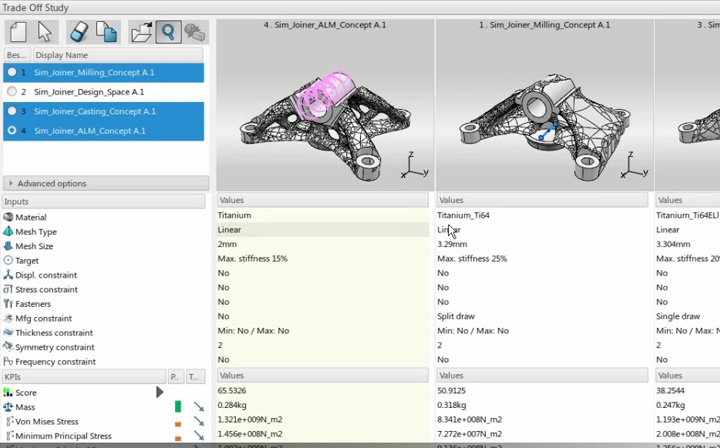 Trade Off Study
Bes... Display Name
1 Sim_Joiner_Milling_Concept A.1
2 Sim_Joiner_Design_Space A.1
3 Sim_Joiner_Casting_Concept A.1
4 Sim_Joiner_ALM_Concept A.1
Advanced options
Inputs
Material
Mesh Type
Mesh Size
Target
Displ. constraint
Stress constraint
Fasteners
Mfg constraint
Thickness constraint
Symmetry constraint
Frequency constraint
KPIs P.. T...
Score
Mass
Von Mises Stress
Minimum Principal Stress
4 . Sim_Joiner_ALM_Concept A.1
z
x
y
Values
Titanium
Linear
2mm
Max. stiffness 15%
No
No
No
No
Min: No / Max: No
2
No
Values
65.5326
0.284kg
1.321e+009N_m2
1.456e+008N_m2
1 . Sim_Joiner_Milling_Concept A.1
z
x
y
Values
Titanium_Ti64
Linear
3.29mm
Max. stiffness 25%
No
No
No
Split draw
Min: No / Max: No
2
No
Values
50.9125
0.318kg
8.341e+008N_m2
7.272e+007N_m2
3 . Sim
Values
Titanium_Ti64ELI
Linear
3.304mm
Max. stiffness 20%
No
No
No
Single draw
Min: No / Max: No
2
No
Values
38.2544
0.247kg
1.193e+009N_m2
2.008e+008N_m2